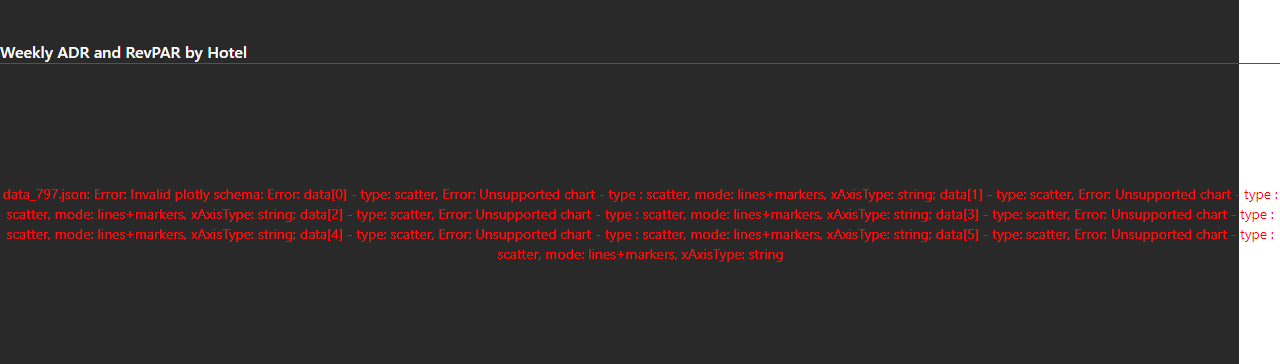 Weekly ADR and RevPAR by Hotel
data_797.json: Error: Invalid plotly schema: Error: data[0] - type: scatter, Error: Unsupported chart - type : scatter, mode: lines+markers, xAxisType: string; data[1] - type: scatter, Error: Unsupported chart - type :
scatter, mode: lines+markers, xAxisType: string; data[2] - type: scatter, Error: Unsupported chart - type : scatter, mode: lines+markers, xAxisType: string; data[3] - type: scatter, Error: Unsupported chart - type :
scatter, mode: lines+markers, xAxisType: string; data[4] - type: scatter, Error: Unsupported chart - type : scatter, mode: lines+markers, xAxisType: string; data[5] - type: scatter, Error: Unsupported chart - type :
scatter, mode: lines+markers, xAxisType: string